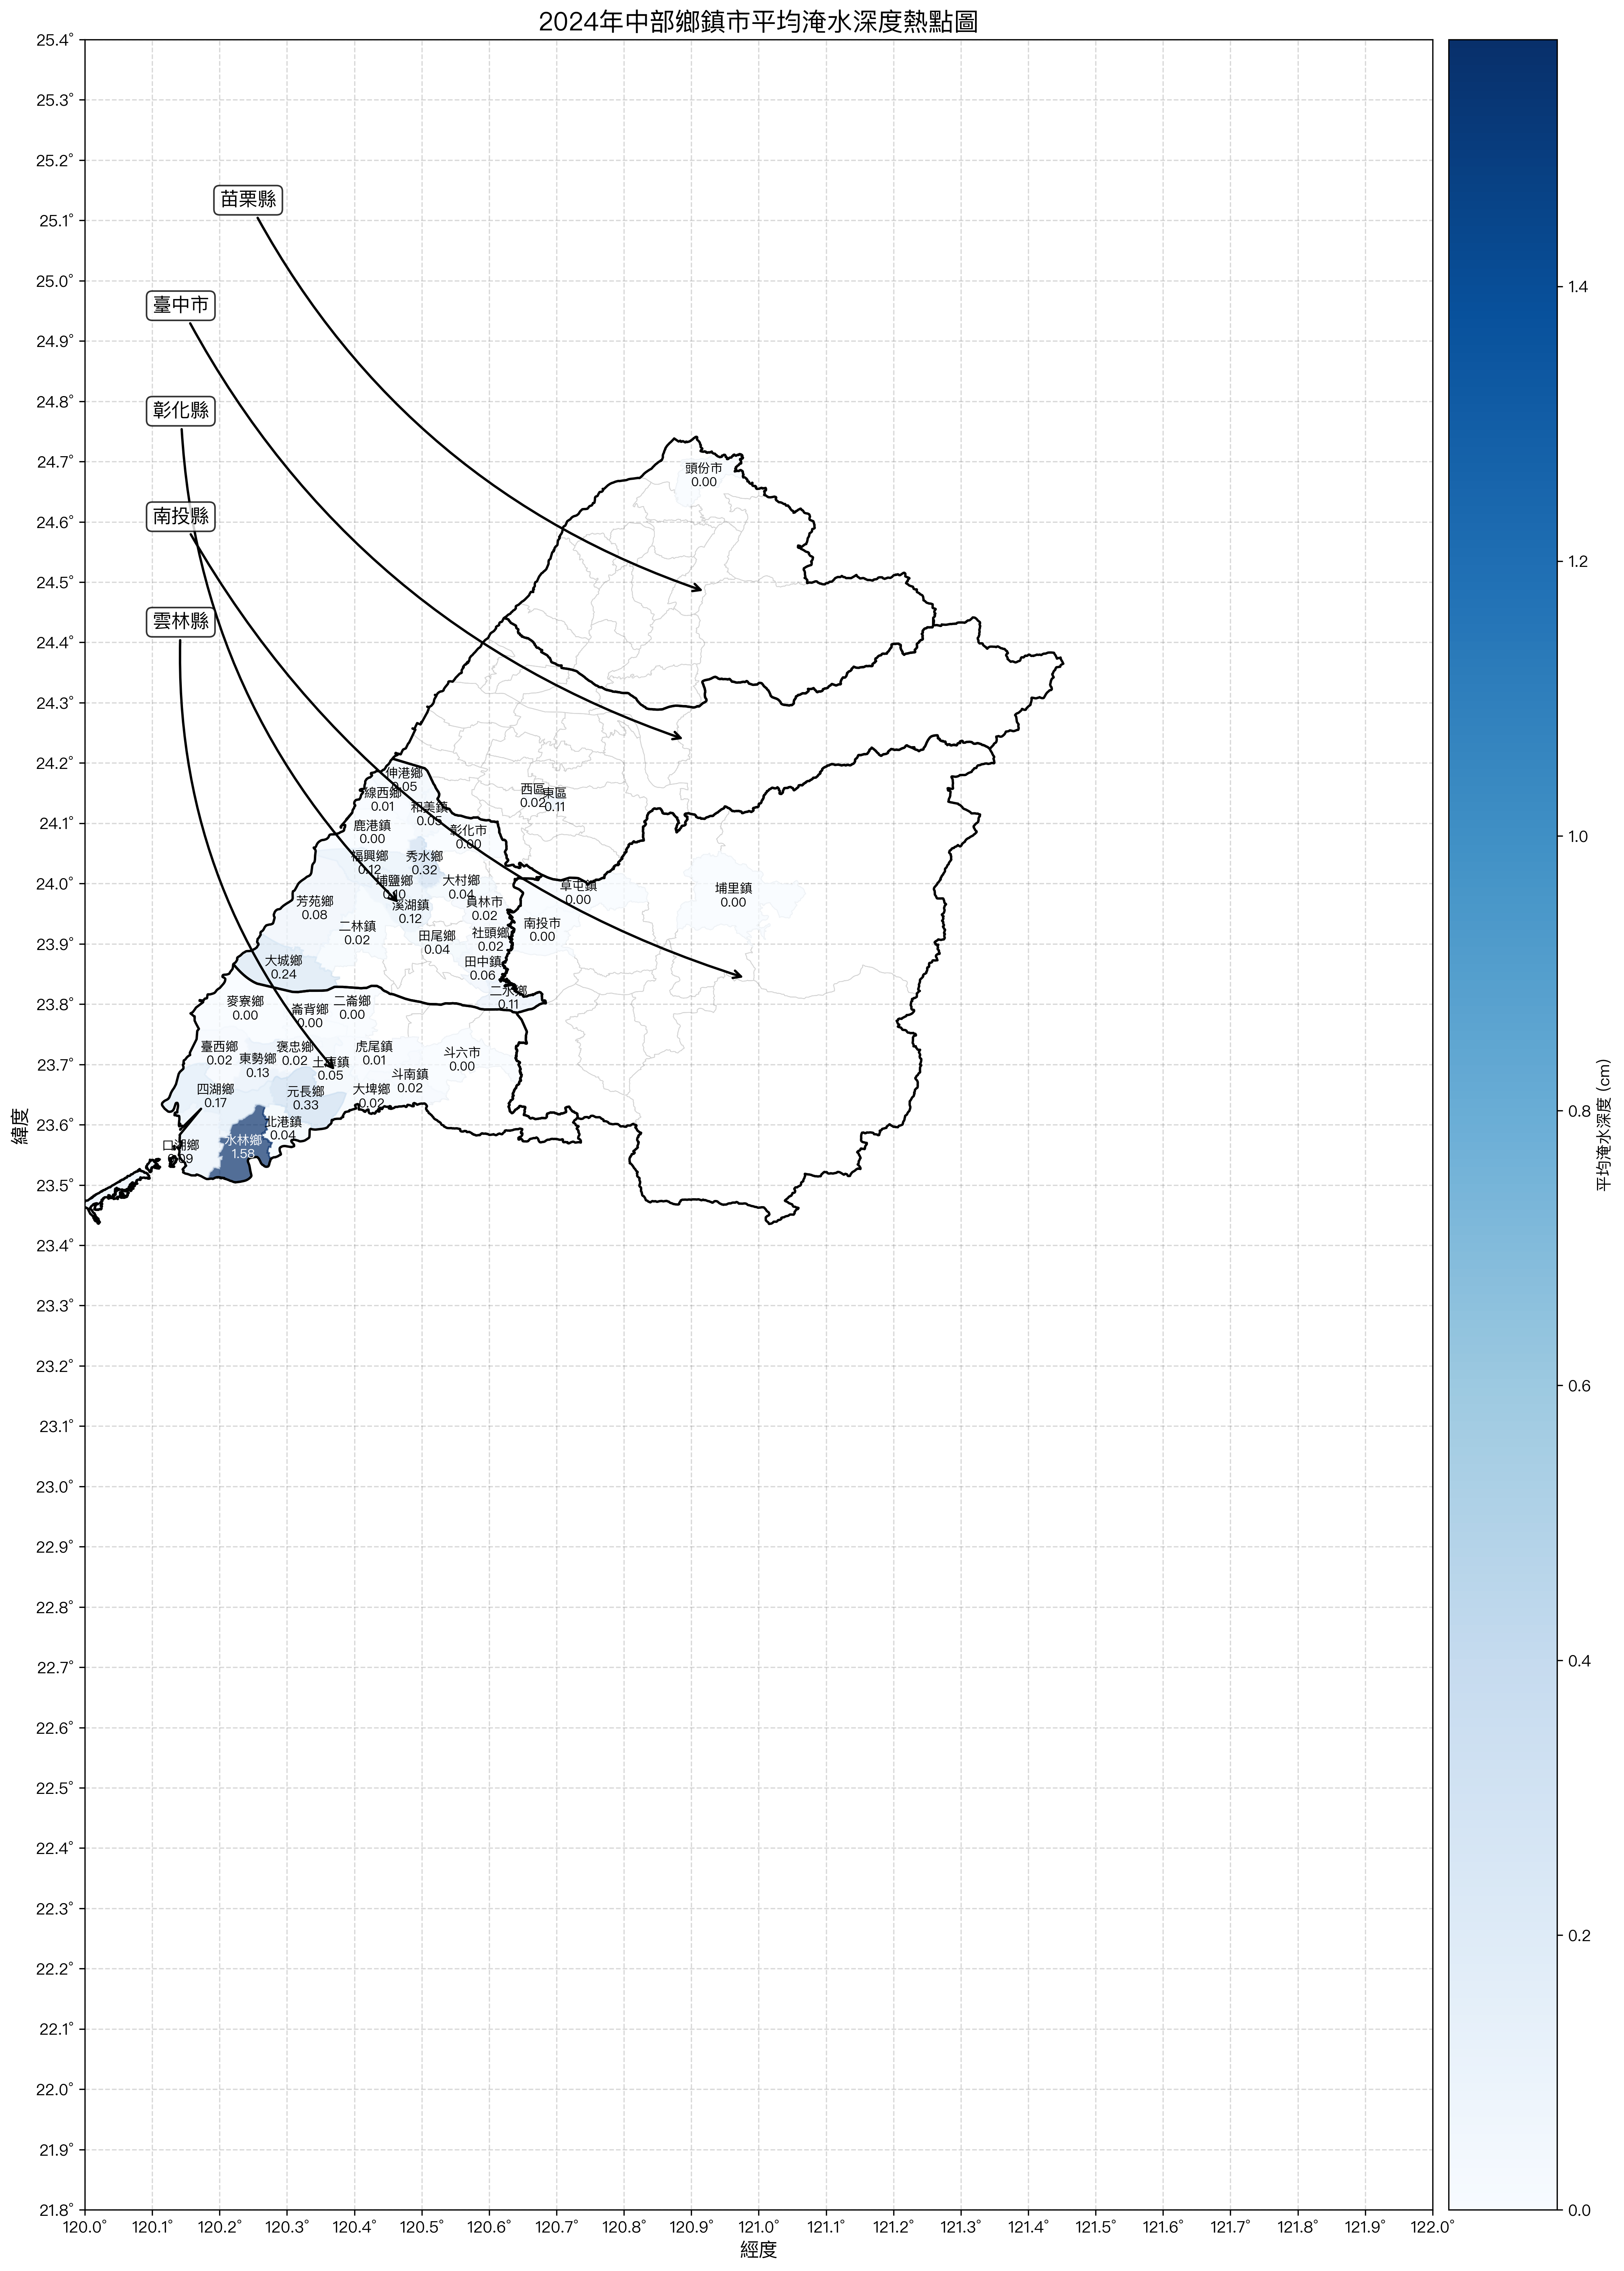 2024年中部鄉鎮市平均淹水深度熱點圖
25.4°
25.3°
25.2°
25.1°
25.0°
24.9°
24.8°
24.7°
24.6°
24.5°
24.4°
24.3°
24.2°
24.1°
24.0°
23.9°
23.8°
23.7°
23.6°
23.5°
23.4°
23.3°
23.2°
23.1°
23.0°
22.9°
22.8°
22.7°
22.6°
22.5°
22.4°
22.3°
22.2°
22.1°
22.0°
21.9°
21.8°
緯度
苗栗縣
臺中市
彰化縣
南投縣
雲林縣
頭份市
0.00
伸港鄉
0.05
線西鄉
0.01
西區
0.02
東區
0.11
和美鎮
0.05
鹿港鎮
0.00
彰化市
0.00
福興鄉
0.12
秀水鄉
0.32
埔鹽鄉
0.10
大村鄉
0.04
草屯鎮
0.00
埔里鎮
0.00
芳苑鄉
0.08
溪湖鎮
0.12
員林市
0.02
二林鎮
0.02
田尾鄉
0.04
社頭鄉
0.02
南投市
0.00
大城鄉
0.24
田中鎮
0.06
二水鄉
0.11
麥寮鄉
0.00
崙背鄉
0.00
二崙鄉
0.00
臺西鄉
0.02
東勢鄉
0.13
褒忠鄉
0.02
土庫鎮
0.05
虎尾鎮
0.01
斗六市
0.00
四湖鄉
0.17
元長鄉
0.33
大埤鄉
0.02
斗南鎮
0.02
口湖鄉
0.09
水林鄉
1.58
北港鎮
0.04
120.0°
120.1°
120.2°
120.3°
120.4°
120.5°
120.6°
120.7°
120.8°
120.9°
121.0°
121.1°
121.2°
121.3°
121.4°
121.5°
121.6°
121.7°
121.8°
121.9°
122.0°
經度
1.4
1.2
1.0
0.8
0.6
0.4
0.2
0.0
平均淹水深度 (cm)